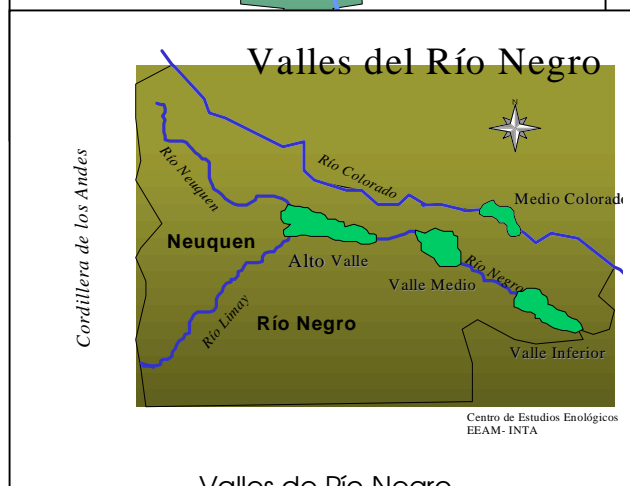 Valles del Río Negro
N
Cordillera de los Andes
Río Neuquen
Río Colorado
Medio Colorado
Neuquen
Alto Valle
Valle Medio
Río Negro
Río Limay
Río Negro
Valle Inferior
Centro de Estudios Enológicos
EEAM- INTA
Valles de Río Negro